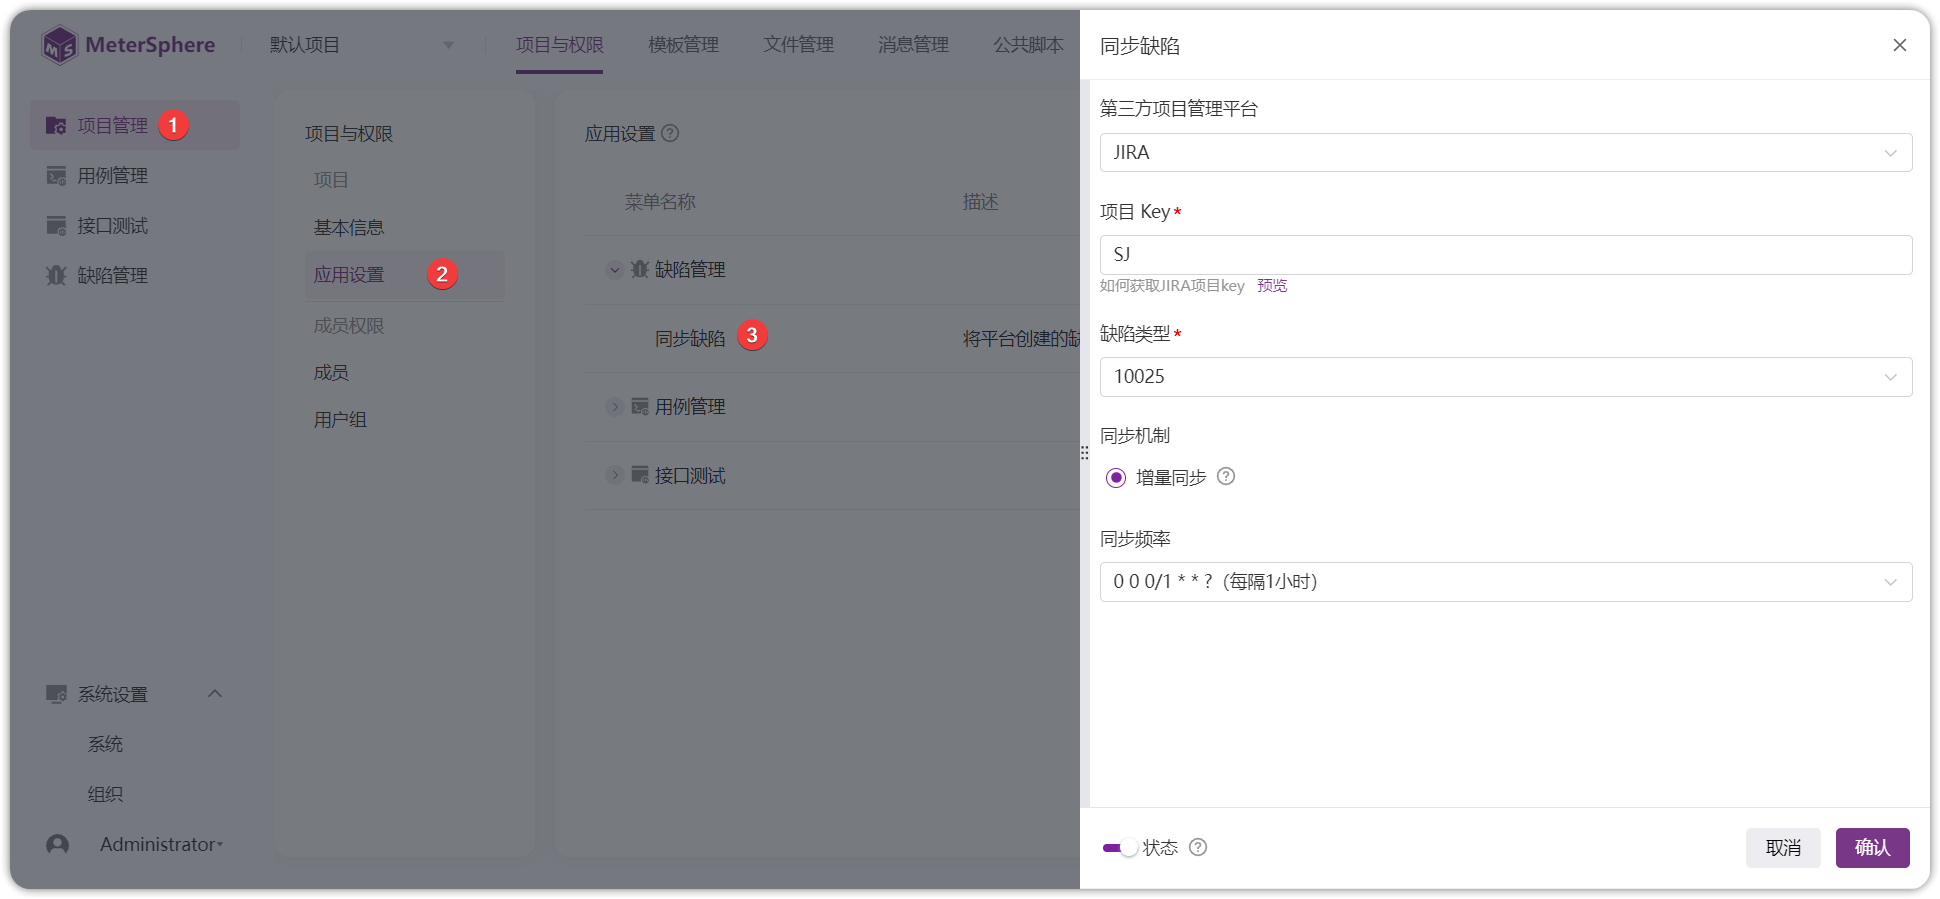 MeterSphere
默认项目
项目与权限
模板管理
文件管理
消息管理
公共脚本
项目管理 1
用例管理
接口测试
缺陷管理
系统设置
系统
组织
Administrator
项目与权限
项目
基本信息
应用设置 2
成员权限
成员
用户组
应用设置
菜单名称 描述
缺陷管理
同步缺陷 3 将平台创建的缺
用例管理
接口测试
同步缺陷
第三方项目管理平台
JIRA
项目 Key*
SJ
如何获取JIRA项目key 预览
缺陷类型*
10025
同步机制
增量同步
同步频率
0 0 0/1 * * ?（每隔1小时）
状态
取消
确认